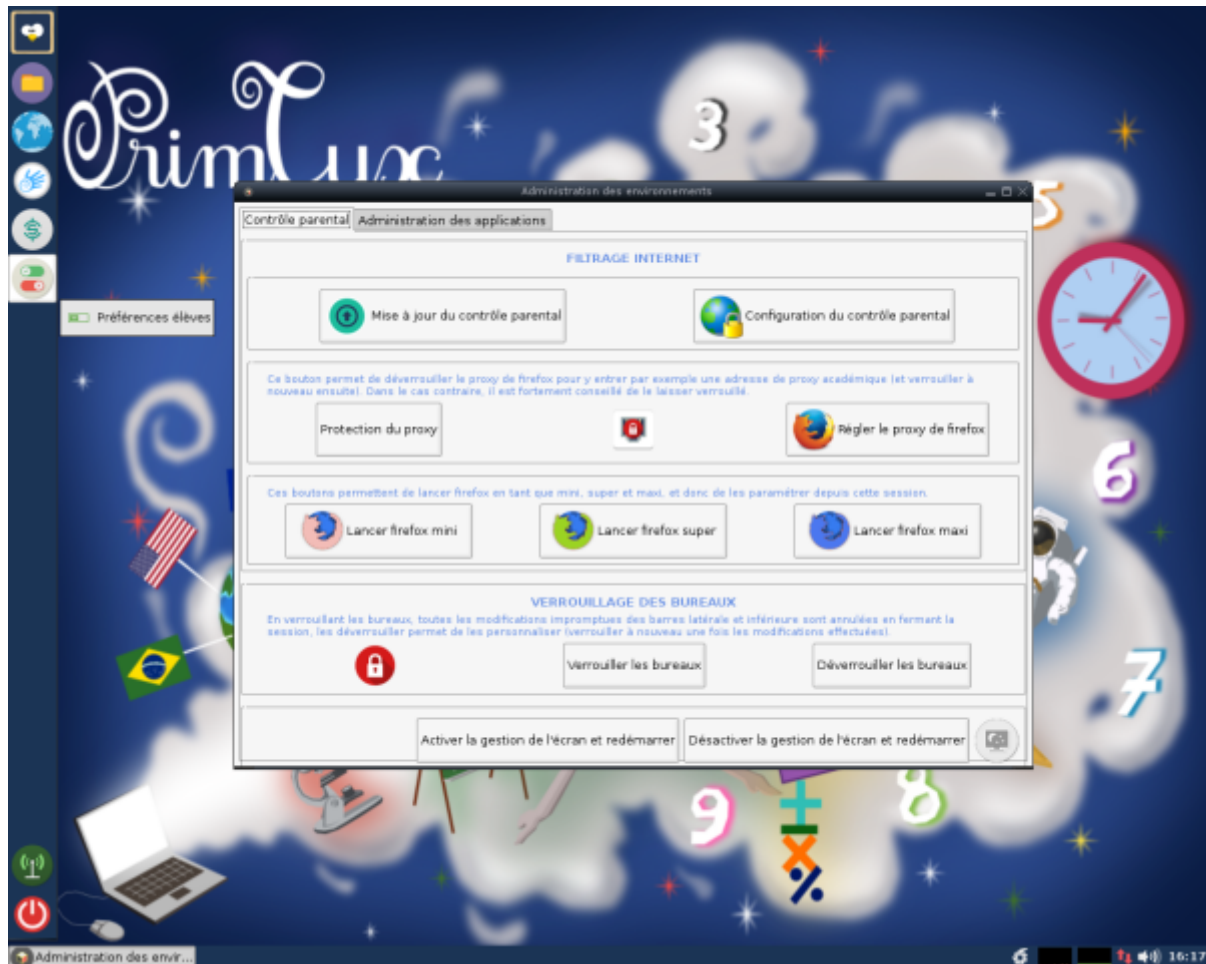 PrimTux
3
Administration des environnements
5
Contrôle parental
Administration des applications
FILTRAGE INTERNET
Mise à jour du contrôle parental
Configuration du contrôle parental
Préférences élèves
Ce bouton permet de déverrouiller le proxy de firefox pour y entrer par exemple une adresse de proxy académique (et verrouiller à
nouveau ensuite). Dans le cas contraire, il est fortement conseillé de le laisser verrouillé.
Protection du proxy
Régler le proxy de firefox
6
Ces boutons permettent de lancer firefox en tant que mini, super et maxi, et donc de les paramétrer depuis cette session.
Lancer firefox mini
Lancer firefox super
Lancer firefox maxi
VERROUILLAGE DES BUREAUX
En verrouillant les bureaux, toutes les modifications impromptues des barres latérale et inférieure sont annulées en fermant la
session, les déverrouiller permet de les personnaliser (verrouiller à nouveau une fois les modifications effectuées).
Verrouiller les bureaux
Déverrouiller les bureaux
7
Activer la gestion de l'écran et redémarrer
Désactiver la gestion de l'écran et redémarrer
9
8
%
Administration des envir...
16:17